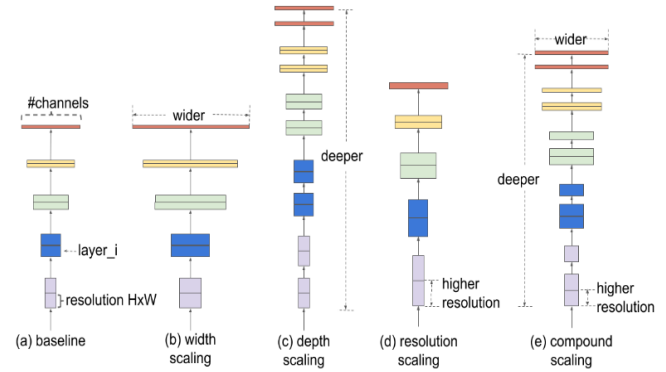 #channels
layer_i
resolution HxW
(a) baseline
wider
(b) width
scaling
deeper
(c) depth
scaling
higher
resolution
(d) resolution
scaling
wider
deeper
higher
resolution
(e) compound
scaling